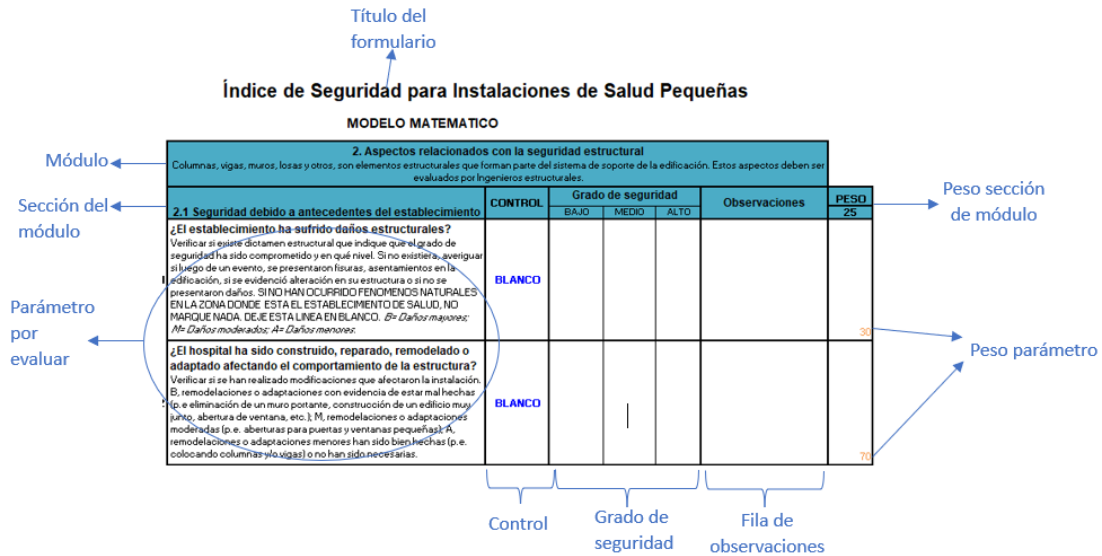 Título del
formulario
Índice de Seguridad para Instalaciones de Salud Pequeñas
MODELO MATEMATICO
Módulo
2. Aspectos relacionados con la seguridad estructural
Columnas, vigas, muros, losas y otros, son elementos estructurales que forman parte del sistema de soporte de la edificación. Estos aspectos deben ser
evaluados por Ingenieros estructurales.
Sección del
módulo
2.1 Seguridad debido a antecedentes del establecimiento
CONTROL
Grado de seguridad
BAJO MEDIO ALTO
Observaciones
PESO
25
Peso sección
de módulo
Parámetro
por
evaluar
¿El establecimiento ha sufrido daños estructurales?
Verificar si existe dictamen estructural que indique que el grado de
seguridad ha sido comprometido y en qué nivel. Si no existiera, averiguar
si luego de un evento, se presentaron fisuras, asentamientos en la
edificación, si se evidenció alteración en su estructura o si no se
presentaron daños. SI NO HAN OCURRIDO FENOMENOS NATURALES
EN LA ZONA DONDE ESTA EL ESTABLECIMIENTO DE SALUD, NO
MARQUE NADA. DEJE ESTA LINEA EN BLANCO. B= Daños mayores;
M= Daños moderados; A= Daños menores.
BLANCO
30
¿El hospital ha sido construido, reparado, remodelado o
adaptado afectando el comportamiento de la estructura?
Verificar si se han realizado modificaciones que afectaron la instalación.
B, remodelaciones o adaptaciones con evidencia de estar mal hechas
(p.e eliminación de un muro portante, construcción de un edificio muy
junto, abertura de ventana, etc.); M, remodelaciones o adaptaciones
moderadas (p.e. aberturas para puertas y ventanas pequeñas); A,
remodelaciones o adaptaciones menores han sido bien hechas (p.e.
colocando columnas y/o vigas) o no han sido necesarias.
BLANCO
70
Peso parámetro
Control
Grado de
seguridad
Fila de
observaciones